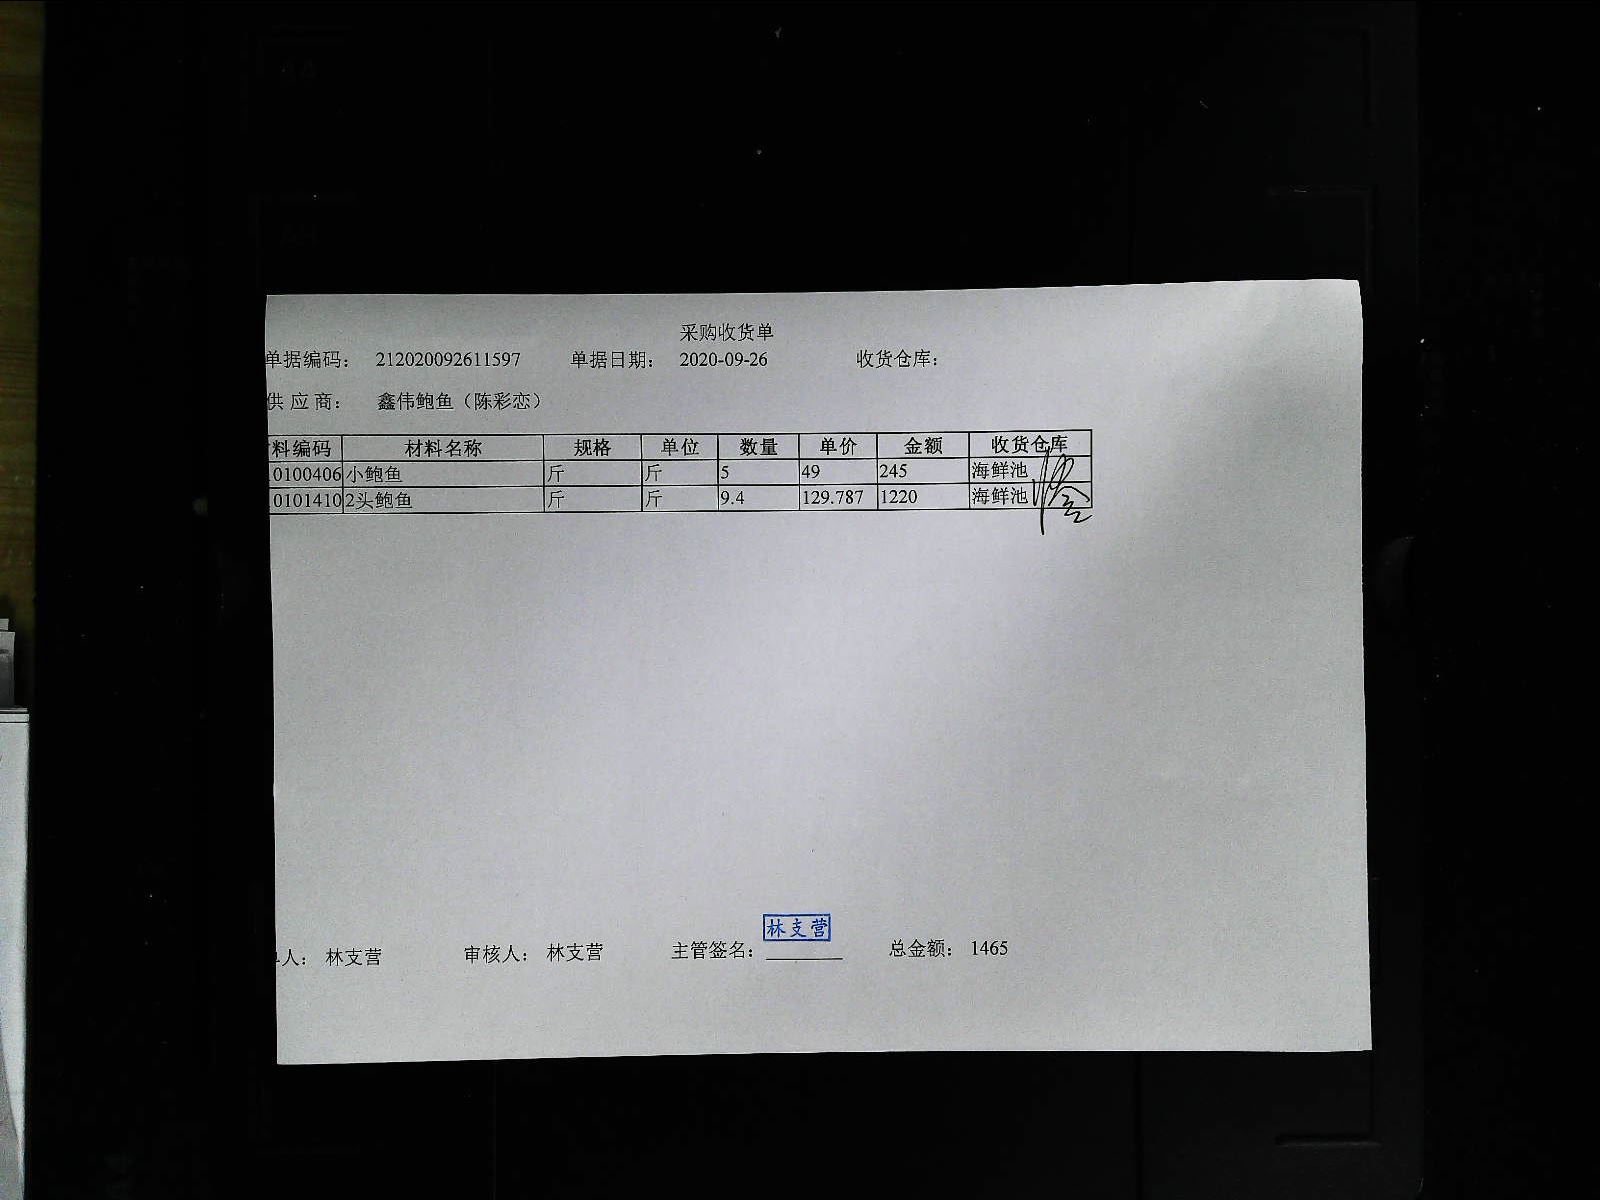 采购收货单
单据编码： 212020092611597 单据日期： 2020-09-26 收货仓库：
供 应 商： 鑫伟鲍鱼（陈彩恋）
料编码 材料名称 规格 单位 数量 单价 金额 收货仓库
0100406 小鲍鱼 斤 斤 5 49 245 海鲜池
0101410 2头鲍鱼 斤 斤 9.4 129.787 1220 海鲜池
林支营
人： 林支营 审核人： 林支营 主管签名： 总金额： 1465